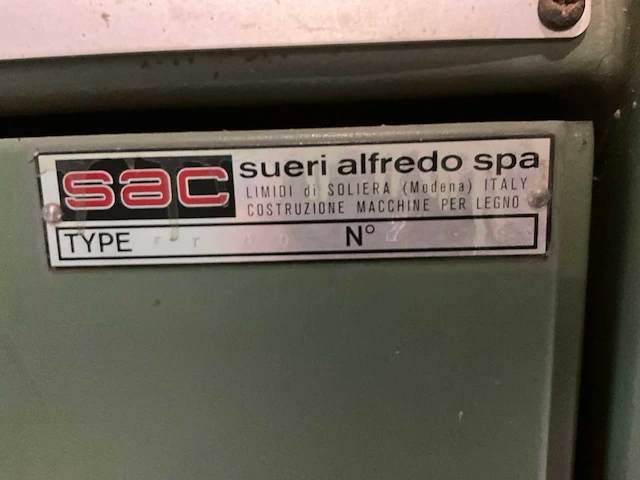 sac
sueri alfredo spa
LIMIDI di SOLIERA (Modena) ITALY
COSTRUZIONE MACCHINE PER LEGNO
TYPE N°